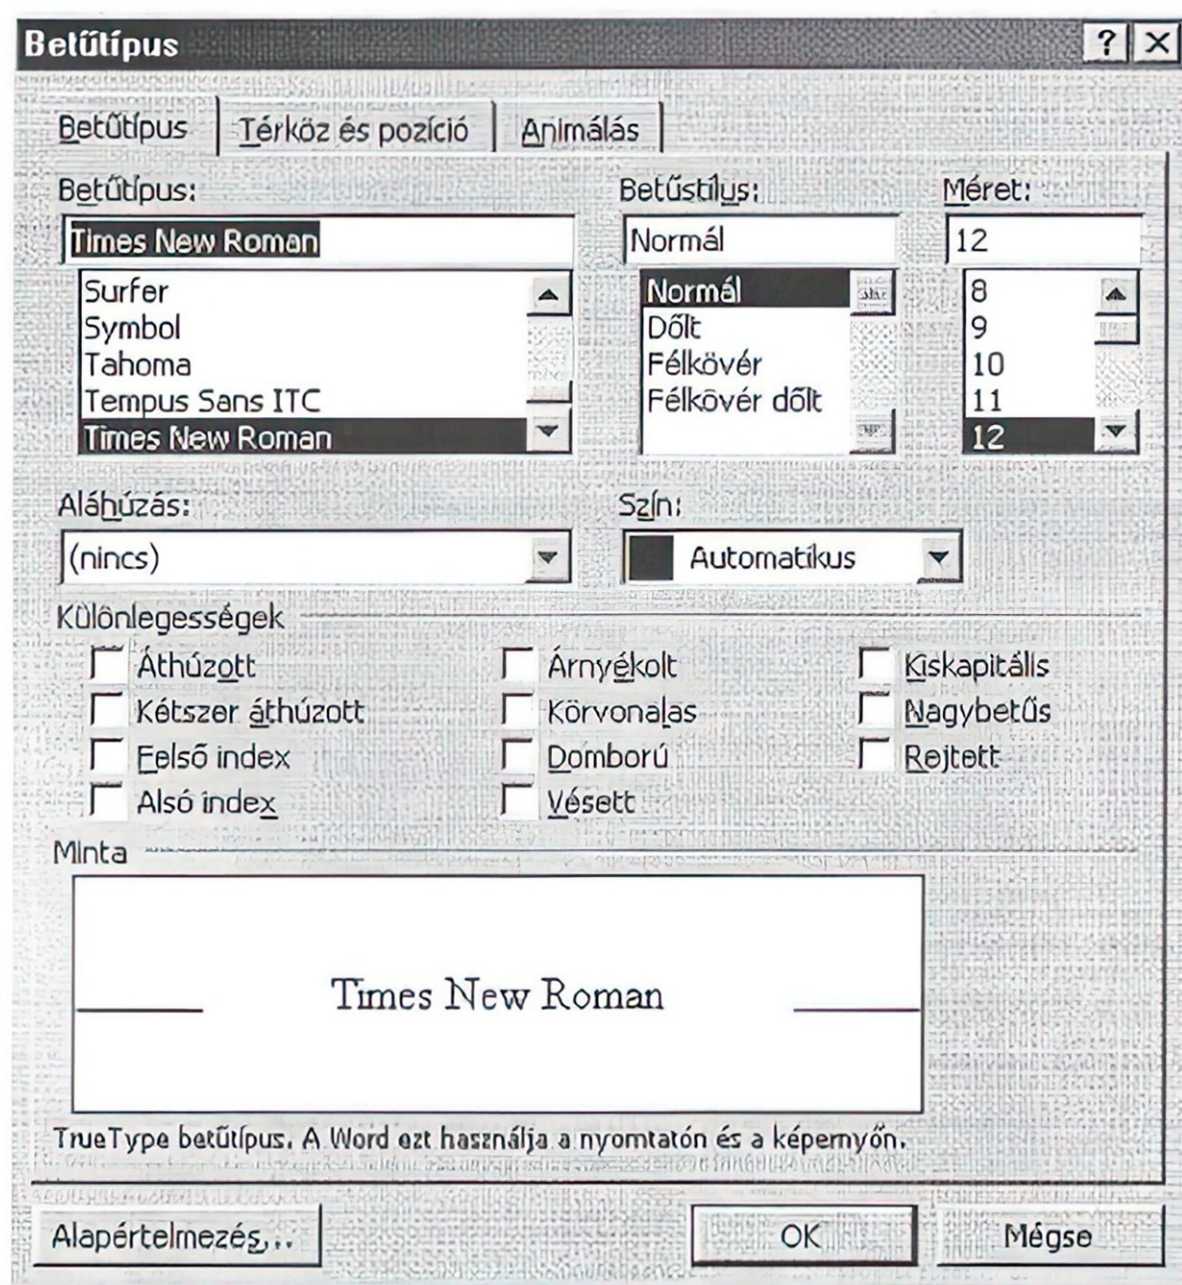 Betűtípus ? X
Betűtípus Térköz és pozíció Animálás
Betűtípus: Betűstílus: Méret:
Times New Roman Normál 12
Surfer Normál 8
Symbol Dőlt 9
Tahoma Félkövér 10
Tempus Sans ITC Félkövér dőlt 11
Times New Roman 12
Aláhúzás: Szín:
(nincs) Automatikus
Különlegességek
Áthúzott Árnyékolt Kiskapitális
Kétszer áthúzott Körvonalas Nagybetűs
Felső index Domború Rejtett
Alsó index Vésett
Minta
Times New Roman
TrueType betűtípus. A Word ezt használja a nyomtatón és a képernyőn.
Alapértelmezés... OK Mégse